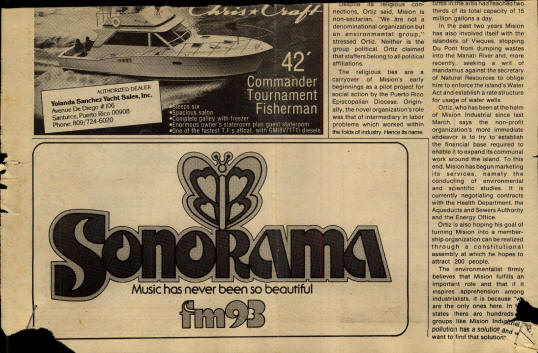 Chris Craft
42'
Commander
Tournament
Fisherman
AUTHORIZED DEALER
Yolanda Sanchez Yacht Sales, Inc.
Avenue De Diego #106
Santurce, Puerto Rico 00908
Phone: 809/724-6020
•Sleeps six
•Spacious salon
•Complete galley with freezer
•Enormous owner's stateroom plus guest stateroom
•One of the fastest T.F.s afloat, with GM(8V/71TI) diesels
SONORAMA
Music has never been so beautiful
fm93
Despite its religious con-
nections, Ortiz said, Mision is
non-sectarian. "We are not a
denominational organization but
an environmental group,"
stressed Ortiz. Neither is the
group political. Ortiz claimed
that staffers belong to all political
affiliations.
The religious ties are a
carryover of Mision's early
beginnings as a pilot project for
social action by the Puerto Rico
Episcopalian Diocese. Origin-
ally, the novel organization's role
was that of intermediary in labor
problems which worked within
the folds of industry. Hence its name.
firms in the area had reached two
thirds of its total capacity of 15
million gallons a day.
In the past two years Mision
has also involved itself with the
islanders of Vieques, stopping
Du Pont from dumping wastes
into the Manati River and, more
recently, seeking a writ of
mandamus against the secretary
of Natural Resources to oblige
him to enforce the island's Water
Act and establish a rate structure
for usage of water wells.
Ortiz, who has been at the helm
of Mision Industrial since last
March, says the non-profit
organization's more immediate
endeavor is to try to establish
the financial base required to
enable it to expand its communal
work around the island. To this
end, Mision has begun marketing
its services, namely the
conducting of environmental
and scientific studies. It is
currently negotiating contracts
with the Health Department, the
Aqueducts and Sewers Authority
and the Energy Office.
Ortiz is also hoping his goal of
turning Mision into a member-
ship organization can be realized
through a constitutional
assembly at which he hopes to
attract 200 people.
The environmentalist firmly
believes that Mision fulfills an
important role and that if it
inspires apprehension among
industrialists, it is because "we
are the only ones here. In the
states there are hundreds
groups like Mision Industrial
pollution has a solution and
want to find that solution."